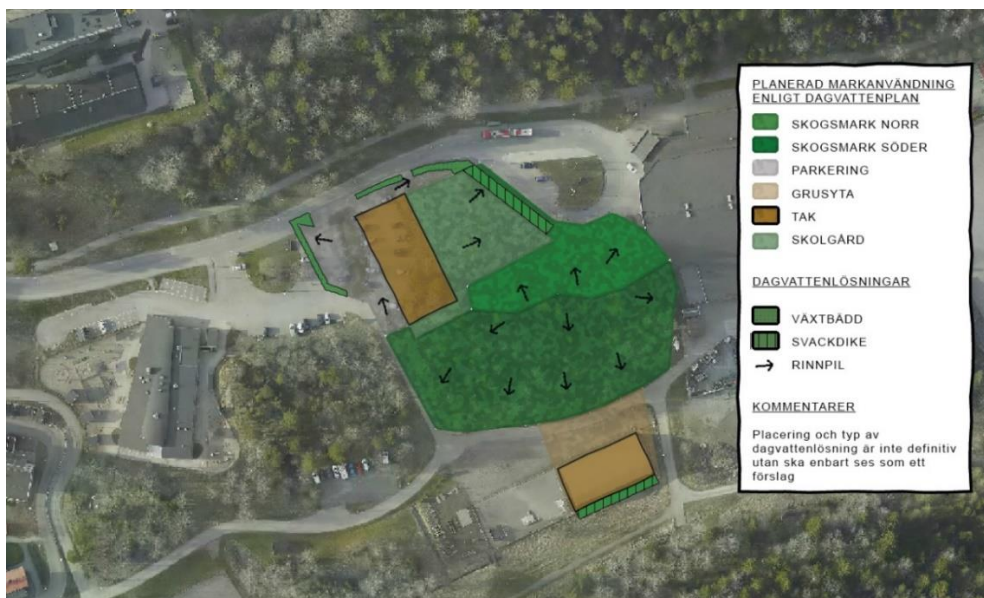 PLANERAD MARKANVÄNDNING
ENLIGT DAGVATTENPLAN
SKOGSMARK NORR
SKOGSMARK SÖDER
PARKERING
GRUSYTA
TAK
SKOLGÅRD
DAGVATTENLÖSNINGAR
VÄXTBÄDD
SVACKDIKE
RINNPIL
KOMMENTARER
Placering och typ av
dagvattenlösning är inte definitiv
utan ska enbart ses som ett
förslag